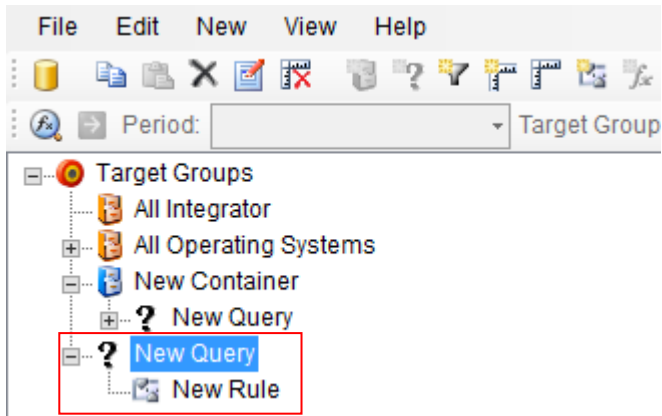 File Edit New View Help
Period: Target Group
Target Groups
All Integrator
All Operating Systems
New Container
? New Query
? New Query
New Rule